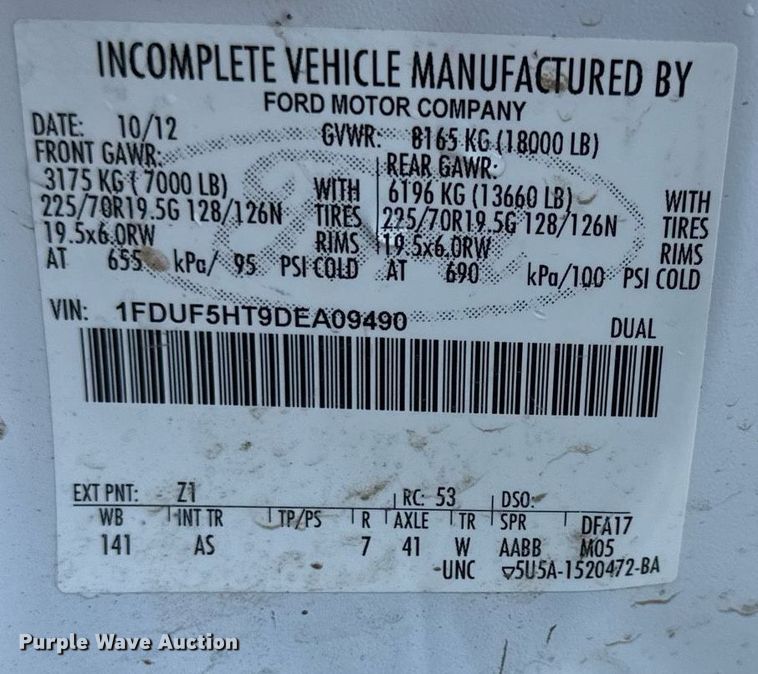 INCOMPLETE VEHICLE MANUFACTURED BY
FORD MOTOR COMPANY
DATE: 10/12 GVWR: 8165 KG (18000 LB)
FRONT GAWR: REAR GAWR:
3175 KG ( 7000 LB) WITH 6196 KG (13660 LB) WITH
225/70R19.5G 128/126N TIRES 225/70R19.5G 128/126N TIRES
19.5x6.0RW RIMS 19.5x6.0RW RIMS
AT 655 kPa/ 95 PSI COLD AT 690 kPa/100 PSI COLD
VIN: 1FDUF5HT9DEA09490 DUAL
EXT PNT: Z1 RC: 53 DSO:
WB INT TR TP/PS R AXLE TR SPR DFA17
141 AS 7 41 W AABB M05
-UNC ▽5U5A-1520472-BA
Purple Wave Auction